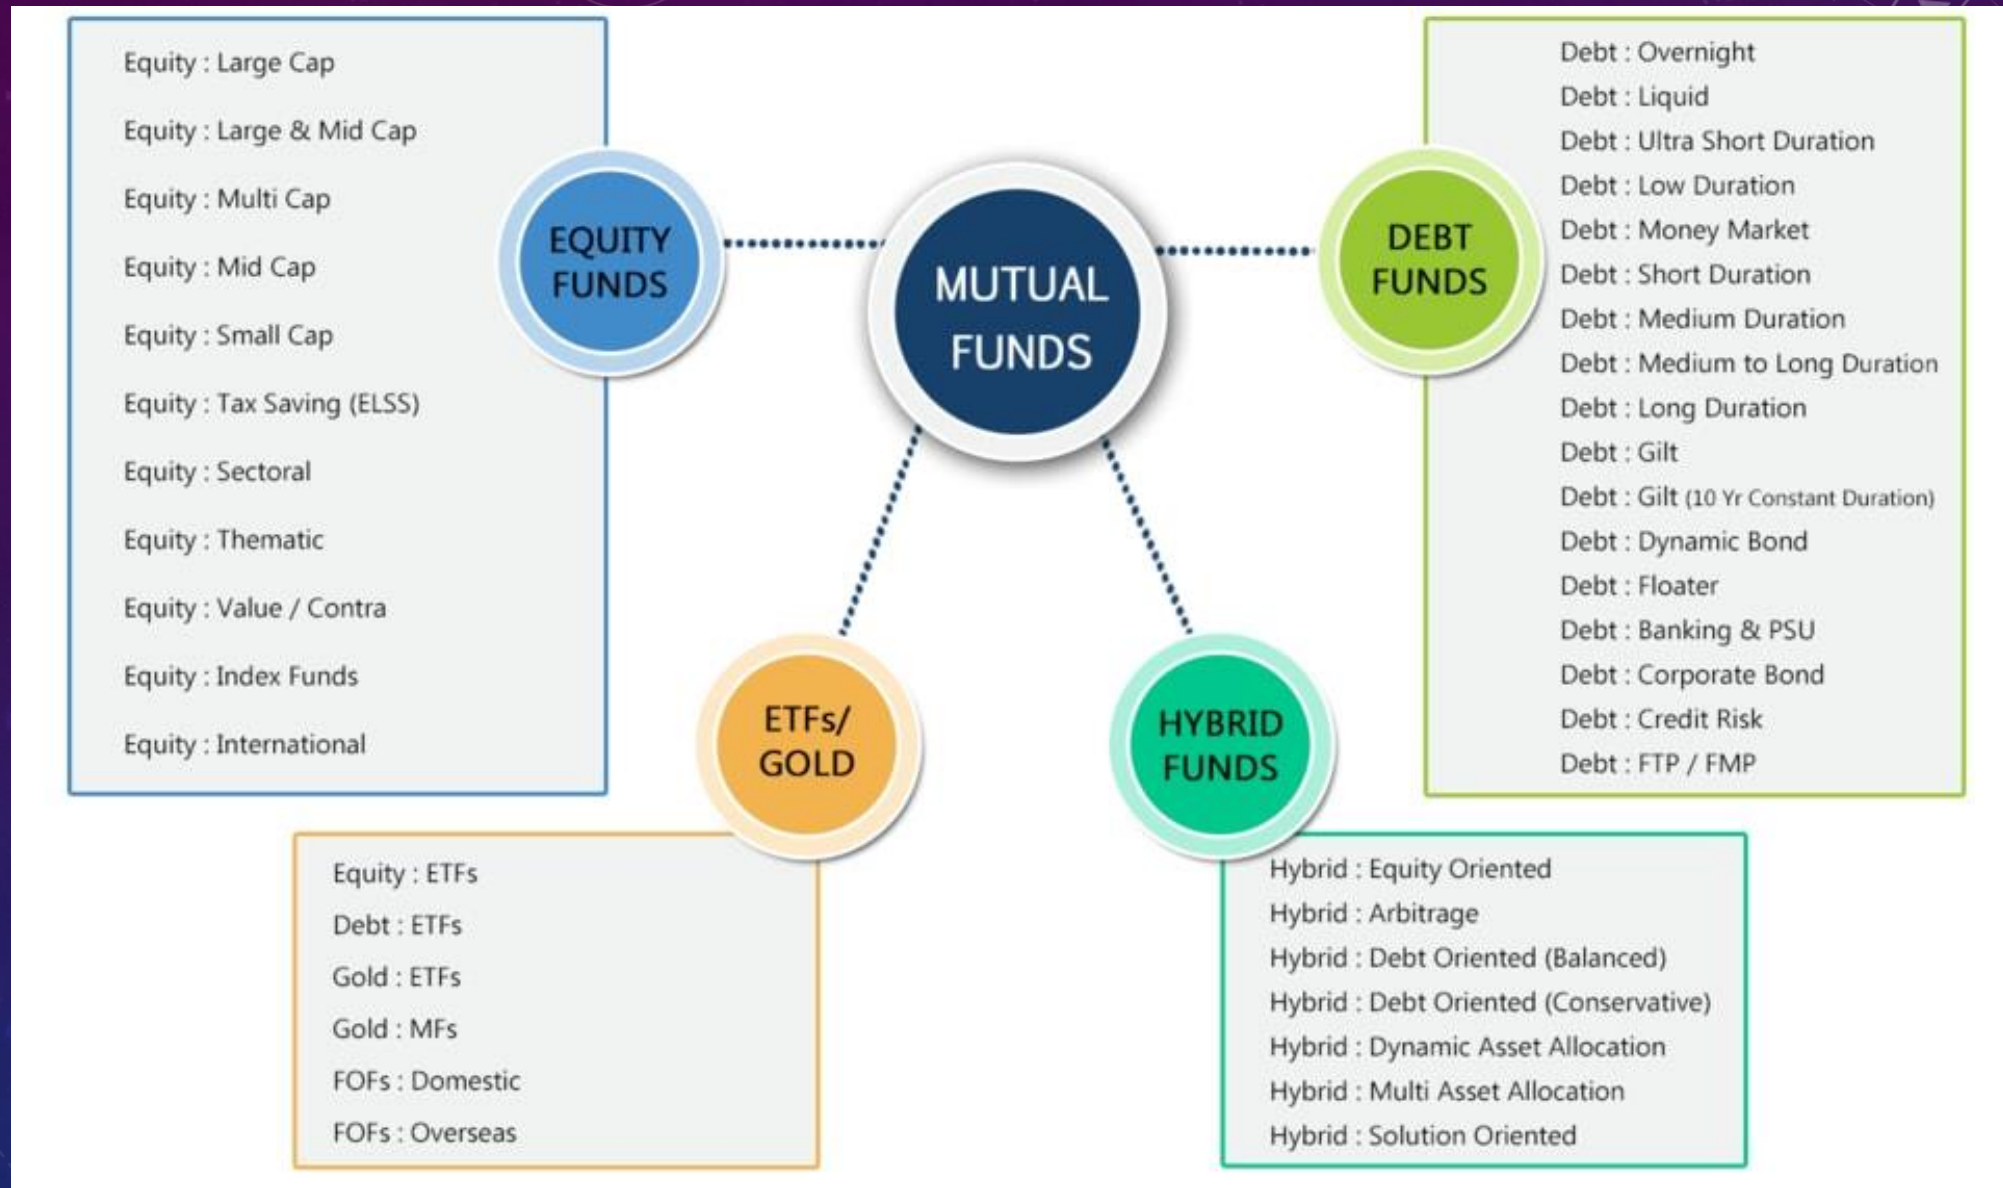 Equity : Large Cap
Equity : Large & Mid Cap
Equity : Multi Cap
Equity : Mid Cap
Equity : Small Cap
Equity : Tax Saving (ELSS)
Equity : Sectoral
Equity : Thematic
Equity : Value / Contra
Equity : Index Funds
Equity : International
EQUITY
FUNDS
MUTUAL
FUNDS
DEBT
FUNDS
Debt : Overnight
Debt : Liquid
Debt : Ultra Short Duration
Debt : Low Duration
Debt : Money Market
Debt : Short Duration
Debt : Medium Duration
Debt : Medium to Long Duration
Debt : Long Duration
Debt : Gilt
Debt : Gilt (10 Yr Constant Duration)
Debt : Dynamic Bond
Debt : Floater
Debt : Banking & PSU
Debt : Corporate Bond
Debt : Credit Risk
Debt : FTP / FMP
ETFs/
GOLD
Equity : ETFs
Debt : ETFs
Gold : ETFs
Gold : MFs
FOFs : Domestic
FOFs : Overseas
HYBRID
FUNDS
Hybrid : Equity Oriented
Hybrid : Arbitrage
Hybrid : Debt Oriented (Balanced)
Hybrid : Debt Oriented (Conservative)
Hybrid : Dynamic Asset Allocation
Hybrid : Multi Asset Allocation
Hybrid : Solution Oriented